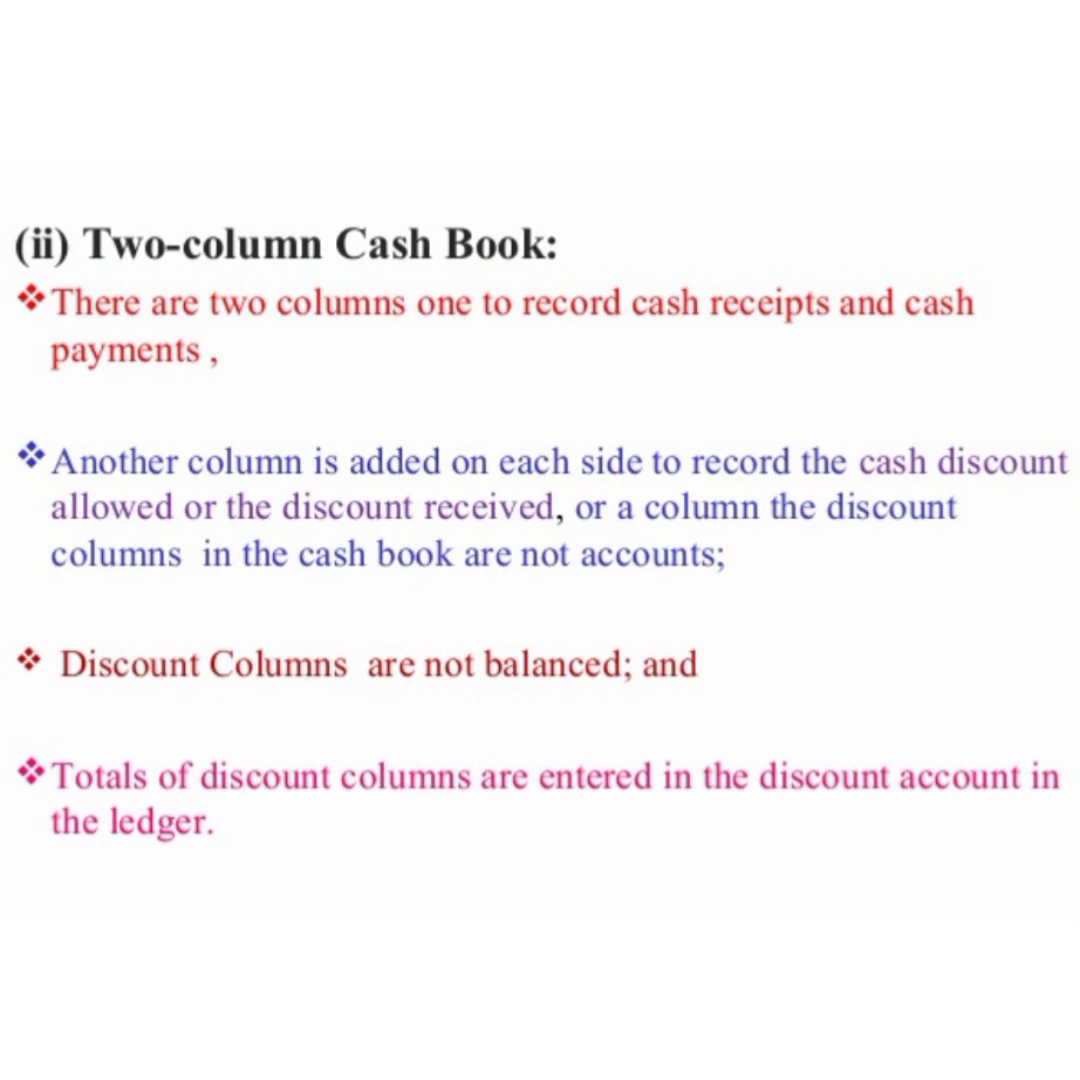 (ii) Two-column Cash Book:
❖There are two columns one to record cash receipts and cash
payments ,
❖Another column is added on each side to record the cash discount
allowed or the discount received, or a column the discount
columns  in the cash book are not accounts;
❖ Discount Columns  are not balanced; and
❖Totals of discount columns are entered in the discount account in
the ledger.